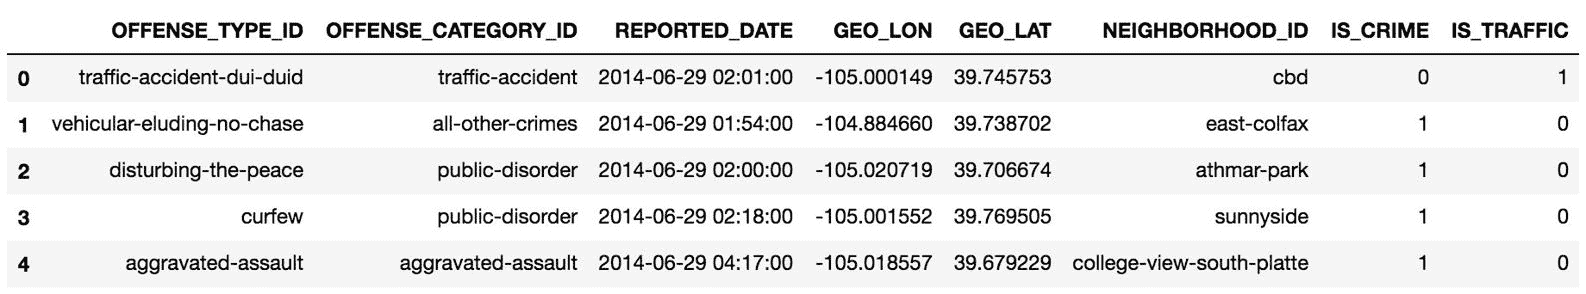 OFFENSE_TYPE_ID OFFENSE_CATEGORY_ID REPORTED_DATE GEO_LON GEO_LAT NEIGHBORHOOD_ID IS_CRIME IS_TRAFFIC
0 traffic-accident-dui-duid traffic-accident 2014-06-29 02:01:00 -105.000149 39.745753 cbd 0 1
1 vehicular-eluding-no-chase all-other-crimes 2014-06-29 01:54:00 -104.884660 39.738702 east-colfax 1 0
2 disturbing-the-peace public-disorder 2014-06-29 02:00:00 -105.020719 39.706674 athmar-park 1 0
3 curfew public-disorder 2014-06-29 02:18:00 -105.001552 39.769505 sunnyside 1 0
4 aggravated-assault aggravated-assault 2014-06-29 04:17:00 -105.018557 39.679229 college-view-south-platte 1 0